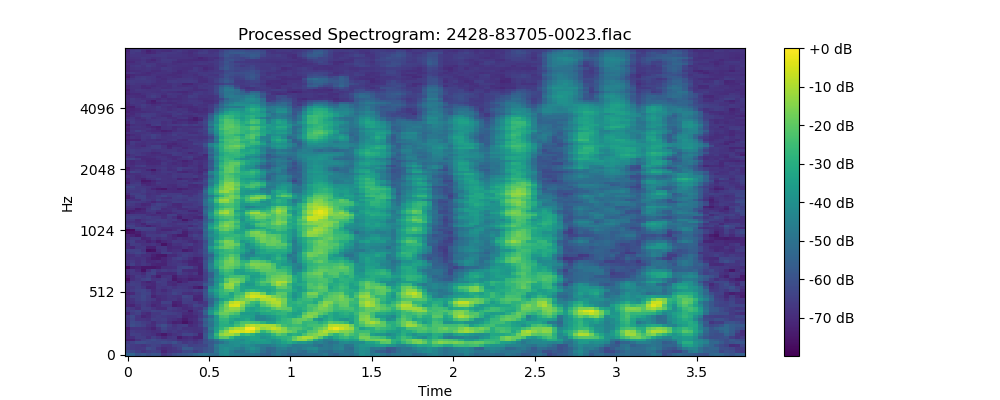 Processed Spectrogram: 2428-83705-0023.flac
Hz
4096
2048
1024
512
0
0 0.5 1 1.5 2 2.5 3 3.5
Time
+0 dB
-10 dB
-20 dB
-30 dB
-40 dB
-50 dB
-60 dB
-70 dB